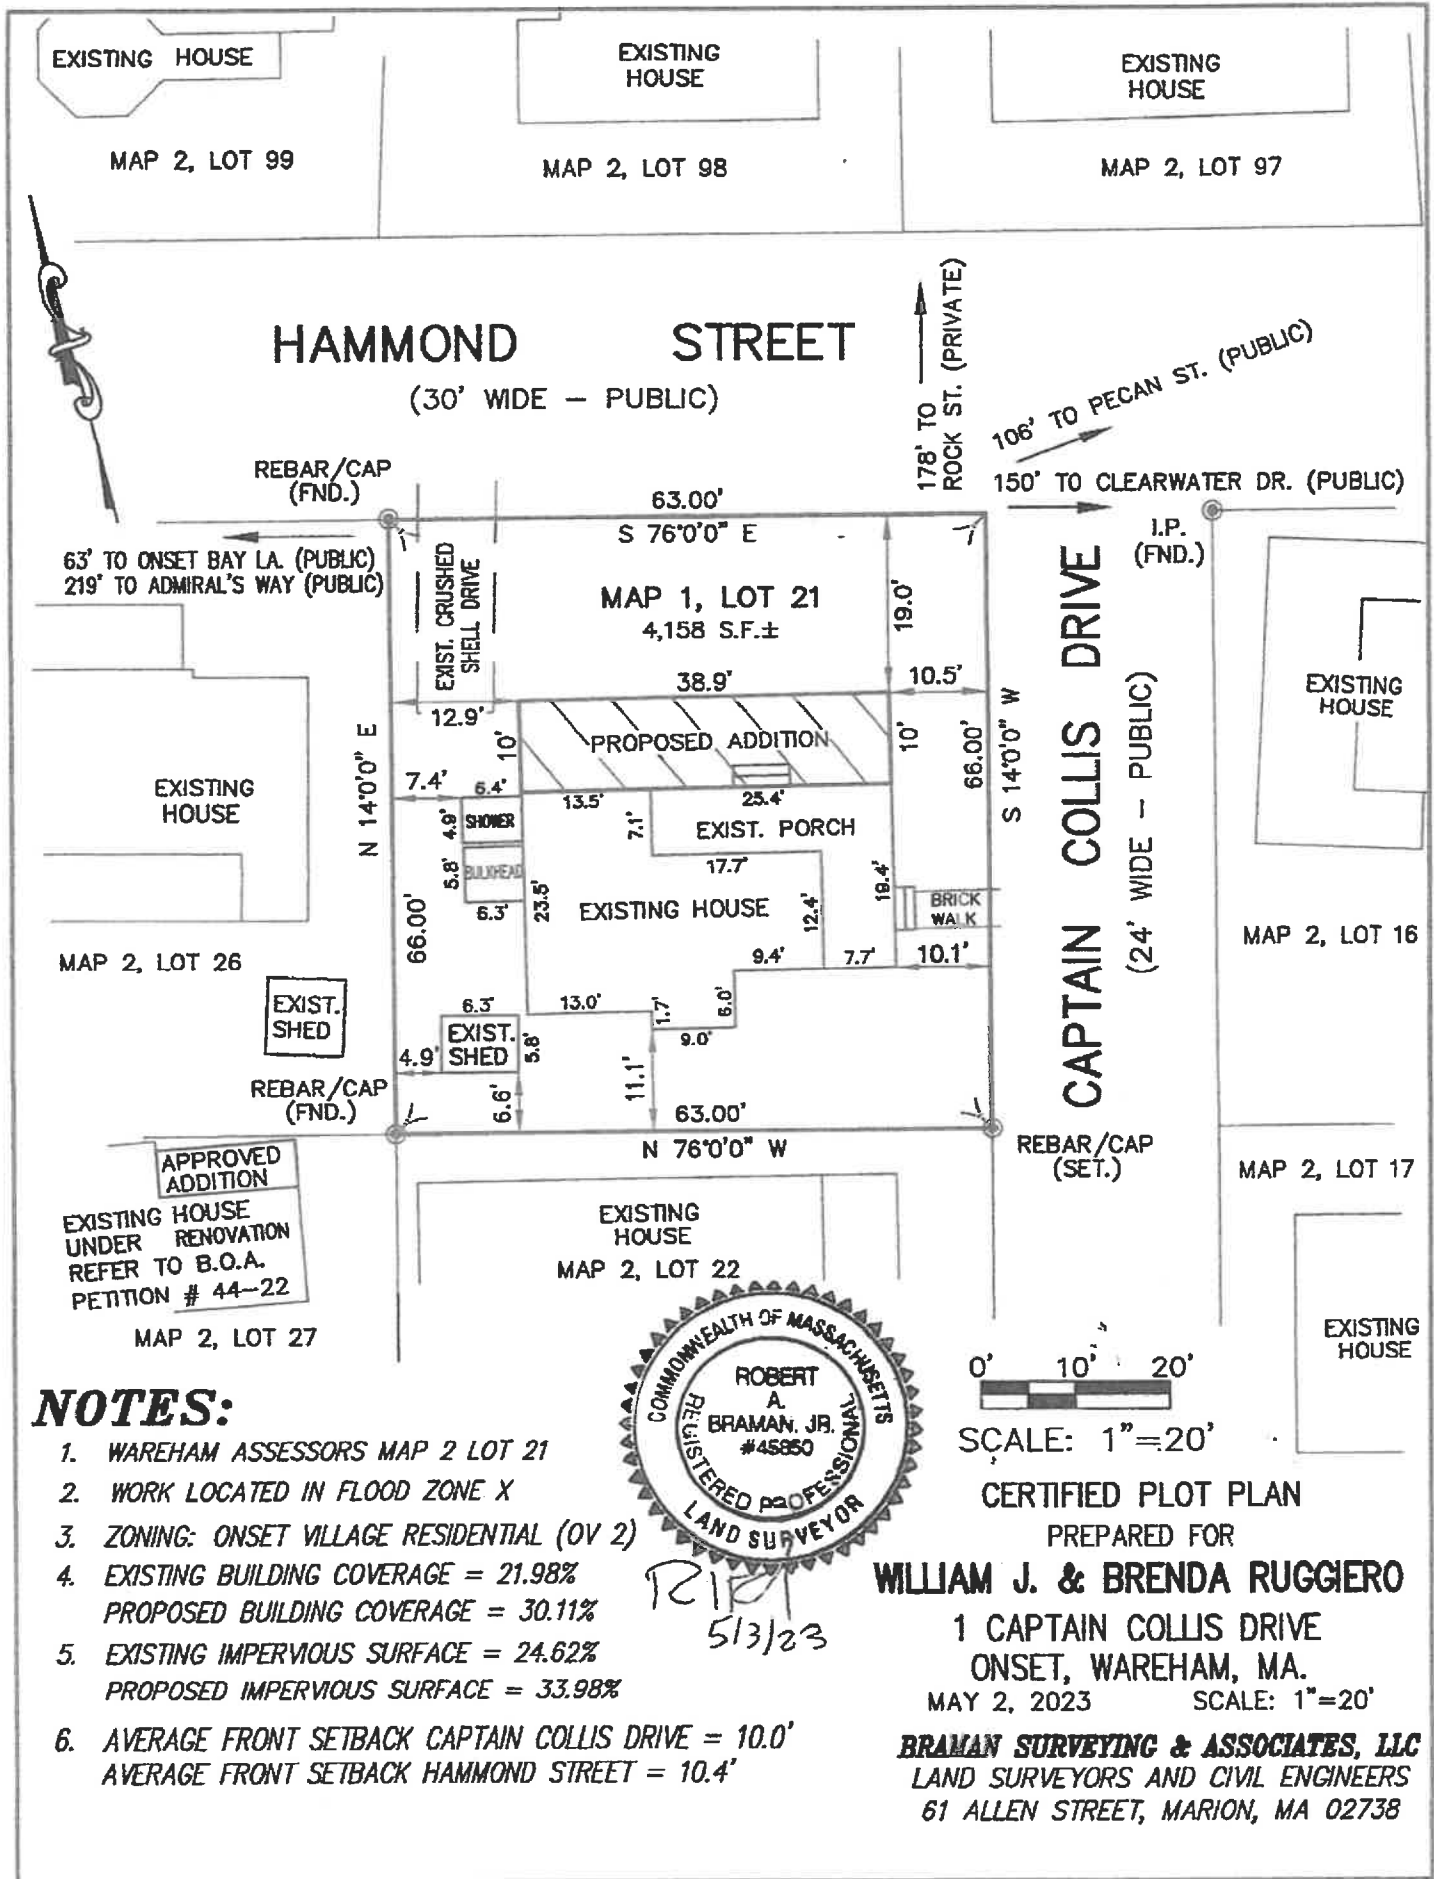 EXISTING HOUSE
EXISTING
HOUSE
EXISTING
HOUSE
MAP 2, LOT 99
MAP 2, LOT 98
MAP 2, LOT 97
HAMMOND STREET
(30' WIDE – PUBLIC)
178' TO
ROCK ST. (PRIVATE)
106' TO PECAN ST. (PUBLIC)
150' TO CLEARWATER DR. (PUBLIC)
REBAR/CAP
(FND.)
63.00'
S 76°0'0" E
I.P.
(FND.)
63' TO ONSET BAY LA. (PUBLIC)
219' TO ADMIRAL'S WAY (PUBLIC)
EXIST. CRUSHED
SHELL DRIVE
MAP 1, LOT 21
4,158 S.F.±
19.0'
CAPTAIN COLLIS DRIVE
(24' WIDE – PUBLIC)
38.9'
10.5'
12.9'
10'
PROPOSED ADDITION
10'
66.00'
S 14°0'0" W
N 14°0'0" E
66.00'
EXISTING
HOUSE
EXISTING
HOUSE
7.4'
6.4'
13.5'
25.4'
4.9'
SHOWER
7.1'
EXIST. PORCH
5.8'
BULKHEAD
17.7'
6.3'
23.5'
EXISTING HOUSE
12.4'
19.4'
BRICK
WALK
9.4'
7.7'
10.1'
MAP 2, LOT 26
MAP 2, LOT 16
EXIST.
SHED
6.3'
13.0'
1.7'
6.0'
9.0'
EXIST.
SHED
5.8'
4.9'
6.6'
11.1'
REBAR/CAP
(FND.)
63.00'
N 76°0'0" W
REBAR/CAP
(SET.)
APPROVED
ADDITION
EXISTING HOUSE
UNDER RENOVATION
REFER TO B.O.A.
PETITION # 44–22
MAP 2, LOT 27
EXISTING
HOUSE
MAP 2, LOT 22
MAP 2, LOT 17
EXISTING
HOUSE
COMMONWEALTH OF MASSACHUSETTS
ROBERT
A.
BRAMAN, JR.
#45850
REGISTERED PROFESSIONAL
LAND SURVEYOR
5/3/23
0' 10' 20'
SCALE: 1"=20'
NOTES:
1. WAREHAM ASSESSORS MAP 2 LOT 21
2. WORK LOCATED IN FLOOD ZONE X
3. ZONING: ONSET VILLAGE RESIDENTIAL (OV 2)
4. EXISTING BUILDING COVERAGE = 21.98%
PROPOSED BUILDING COVERAGE = 30.11%
5. EXISTING IMPERVIOUS SURFACE = 24.62%
PROPOSED IMPERVIOUS SURFACE = 33.98%
6. AVERAGE FRONT SETBACK CAPTAIN COLLIS DRIVE = 10.0'
AVERAGE FRONT SETBACK HAMMOND STREET = 10.4'
CERTIFIED PLOT PLAN
PREPARED FOR
WILLIAM J. & BRENDA RUGGIERO
1 CAPTAIN COLLIS DRIVE
ONSET, WAREHAM, MA.
MAY 2, 2023 SCALE: 1"=20'
BRAMAN SURVEYING & ASSOCIATES, LLC
LAND SURVEYORS AND CIVIL ENGINEERS
61 ALLEN STREET, MARION, MA 02738